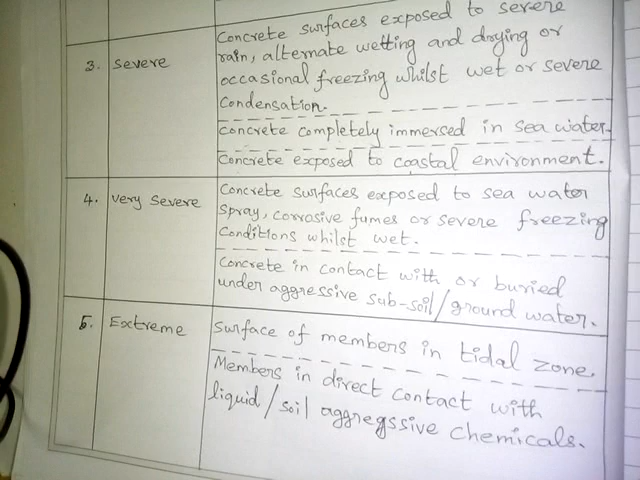 Concrete surfaces exposed to severe
3. Severe rain, alternate wetting and drying or
occasional freezing whilst wet or severe
Condensation.
Concrete completely immersed in sea water.
Concrete exposed to coastal environment.
4. Very Severe Concrete surfaces exposed to sea water
spray, corrosive fumes or severe freezing
Conditions whilst wet.
Concrete in contact with or buried
under aggressive sub-soil/ground water.
5. Extreme Surface of members in tidal zone
Members in direct contact with
liquid/soil aggregssive chemicals.